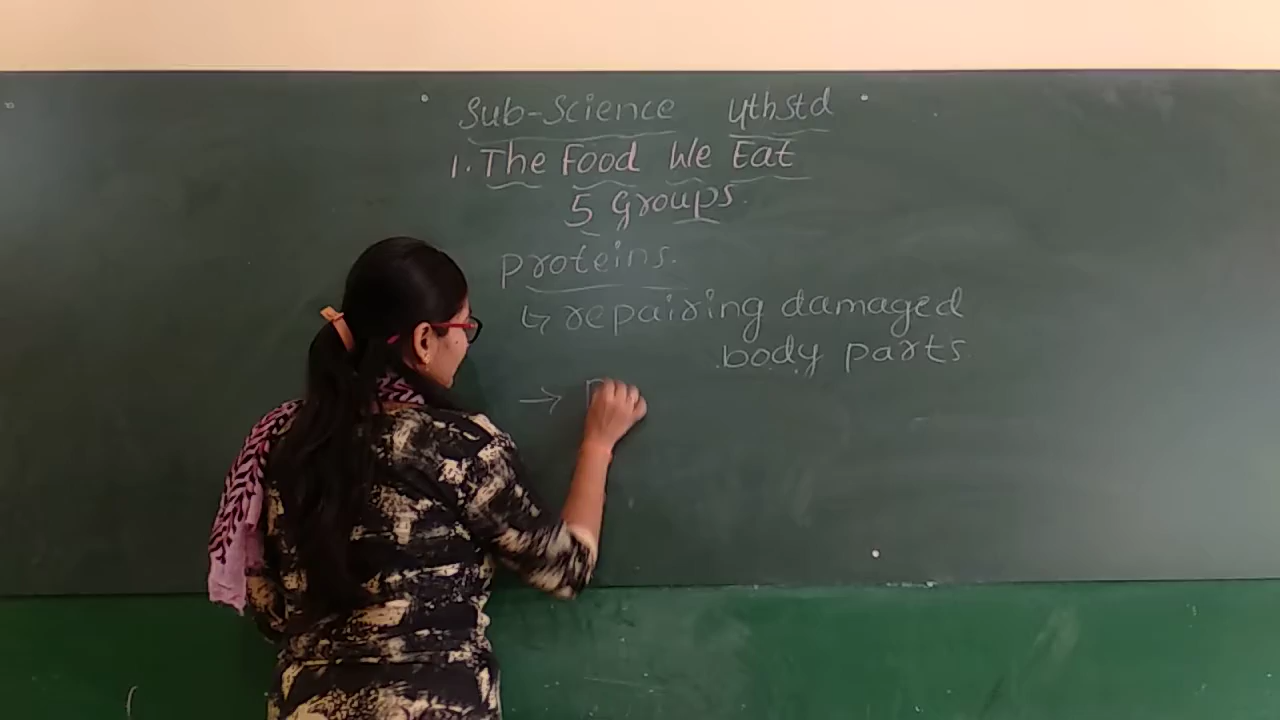 Sub-Science 4thstd
1. The Food We Eat
5 Groups.
proteins.
↳ repairing damaged
body parts
→